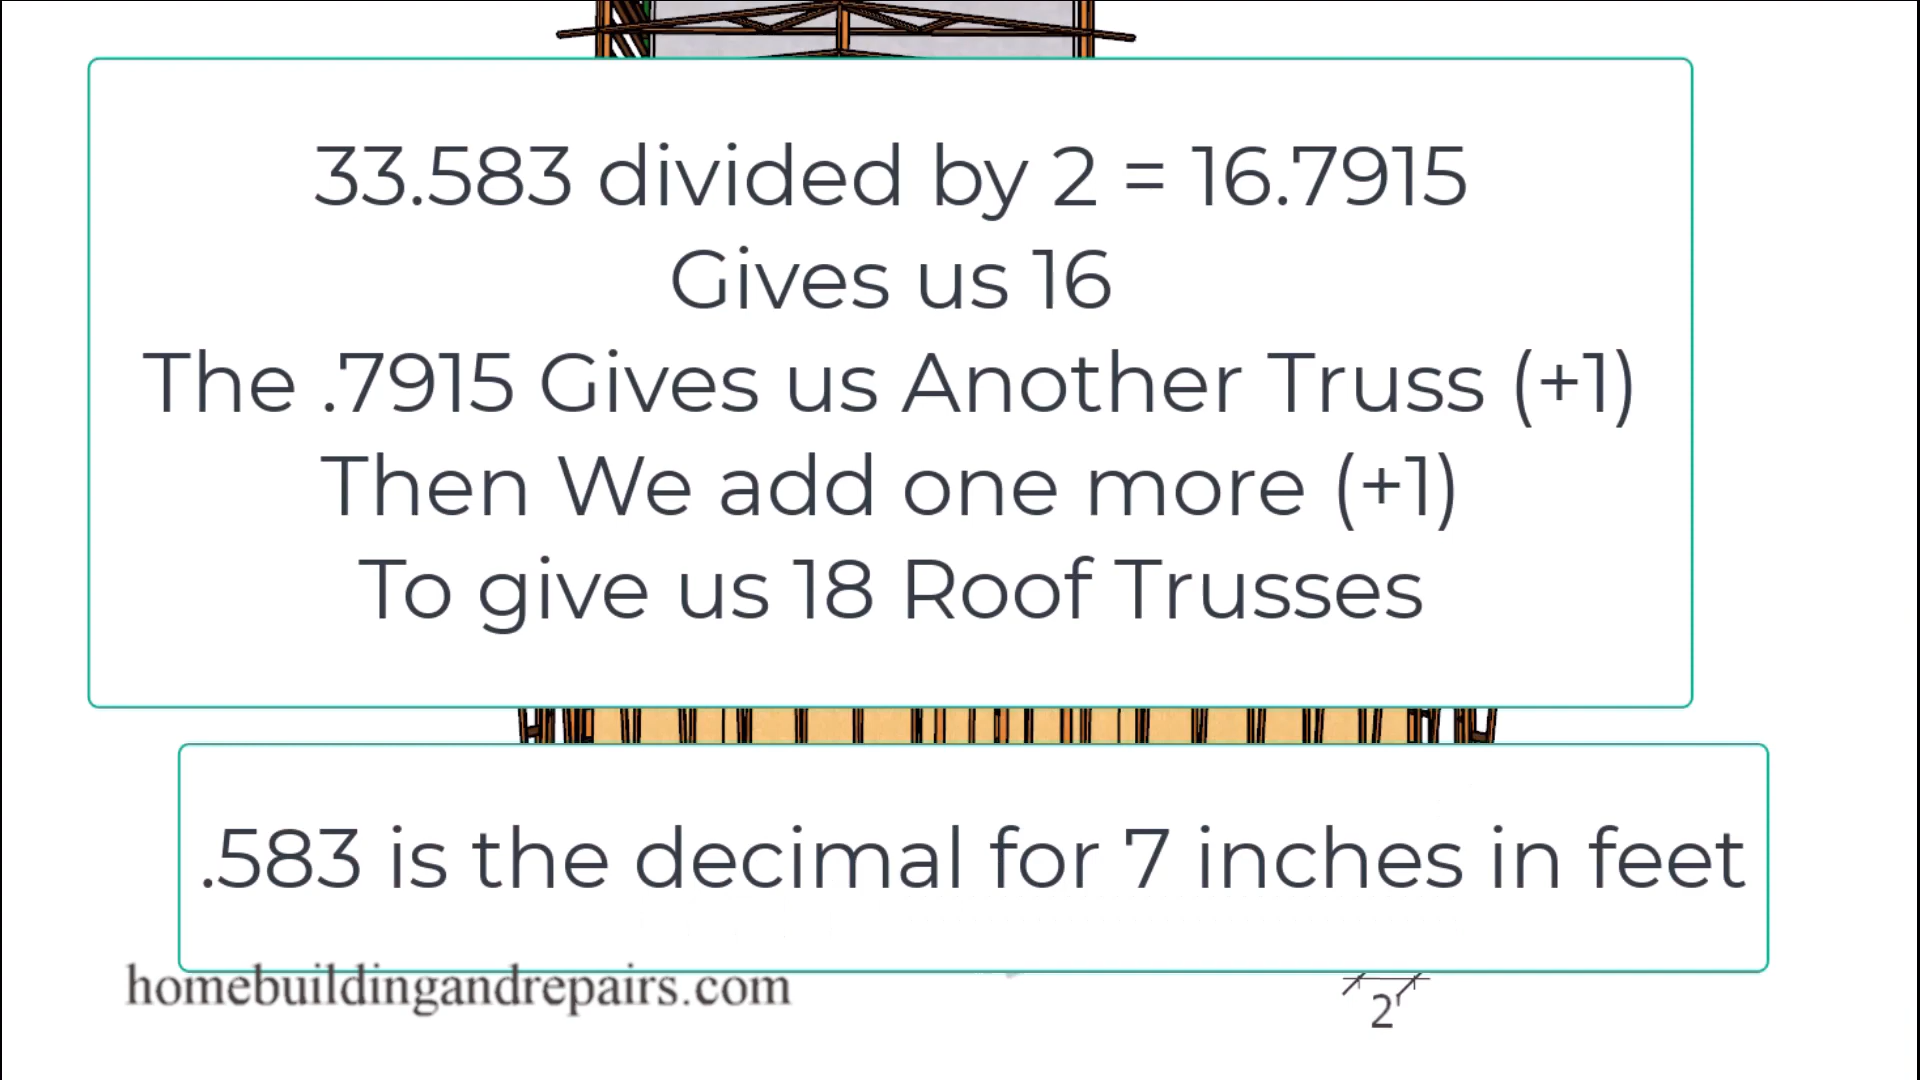 33.583 divided by 2 = 16.7915
Gives us 16
The .7915 Gives us Another Truss (+1)
Then We add one more (+1)
To give us 18 Roof Trusses
.583 is the decimal for 7 inches in feet
homebuildingandrepairs.com
2'